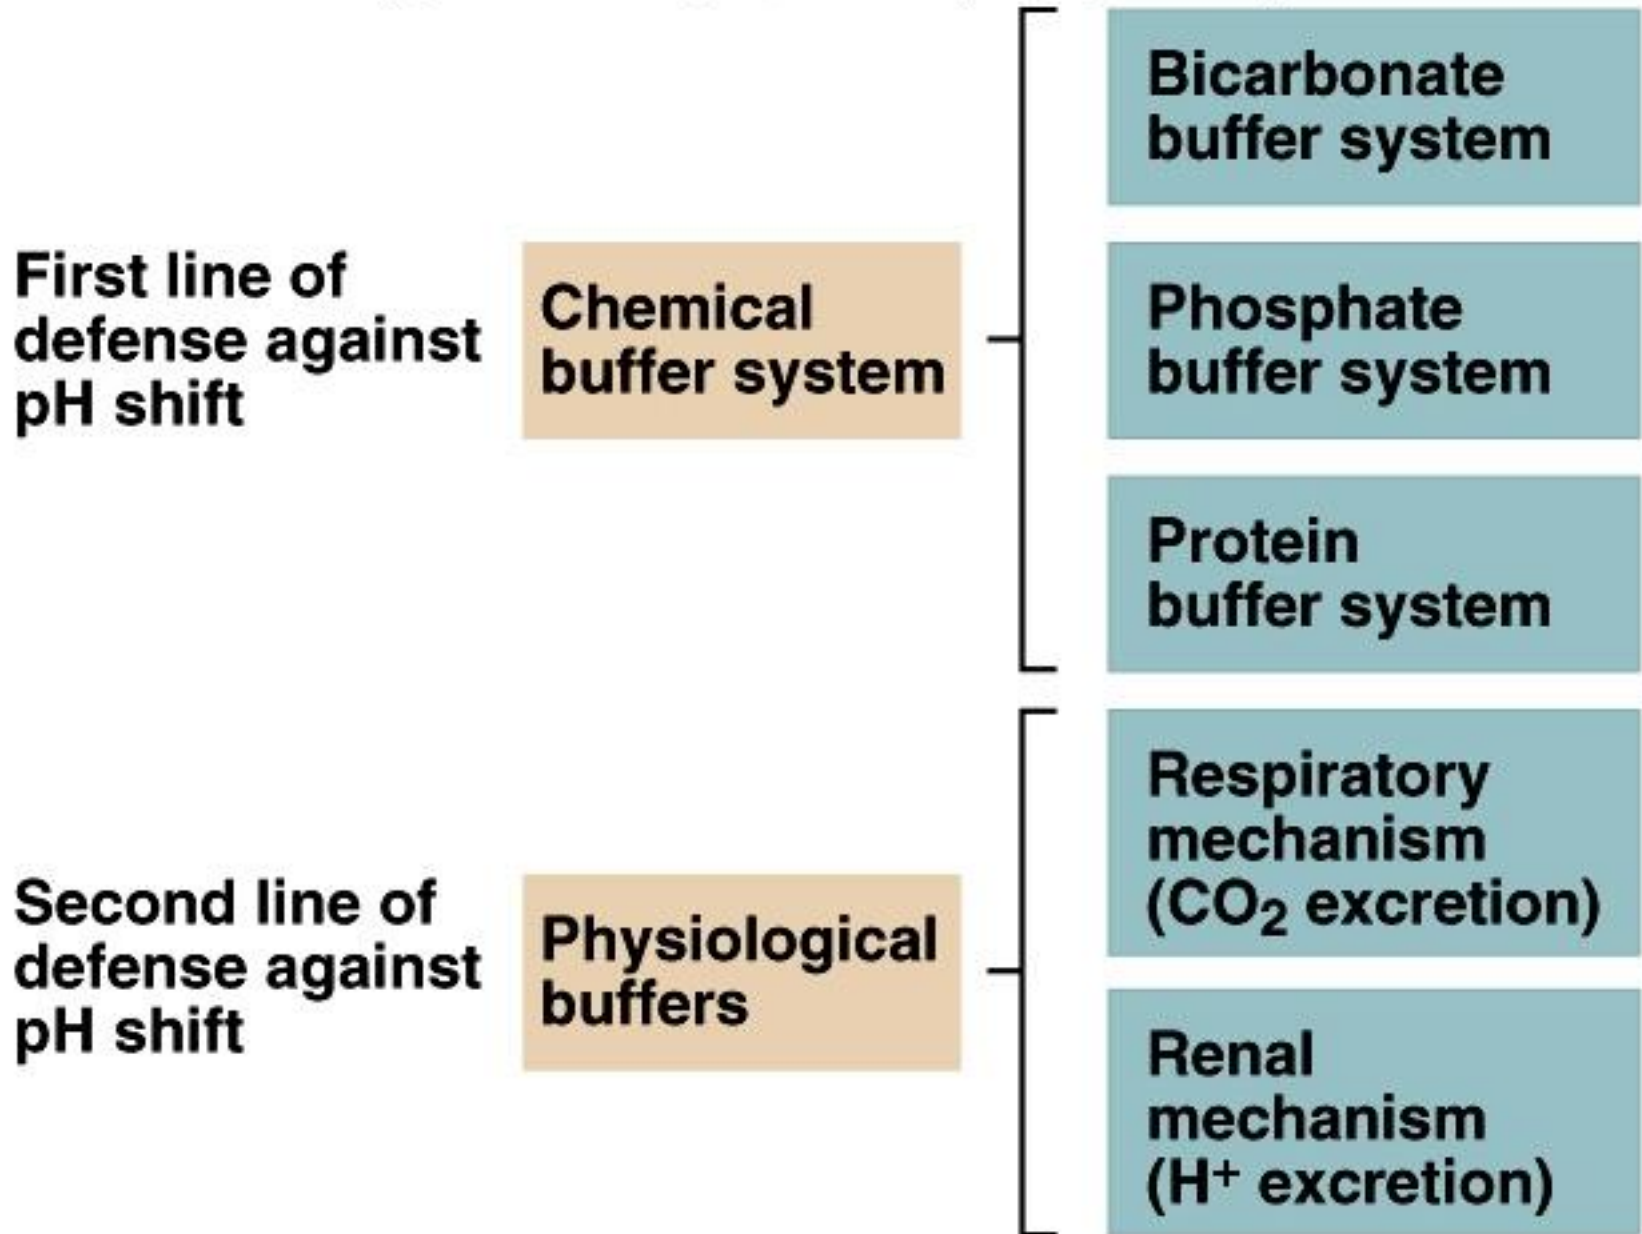 First line of
defense against
pH shift
Chemical
buffer system
Bicarbonate
buffer system
Phosphate
buffer system
Protein
buffer system
Second line of
defense against
pH shift
Physiological
buffers
Respiratory
mechanism
(CO₂ excretion)
Renal
mechanism
(H⁺ excretion)